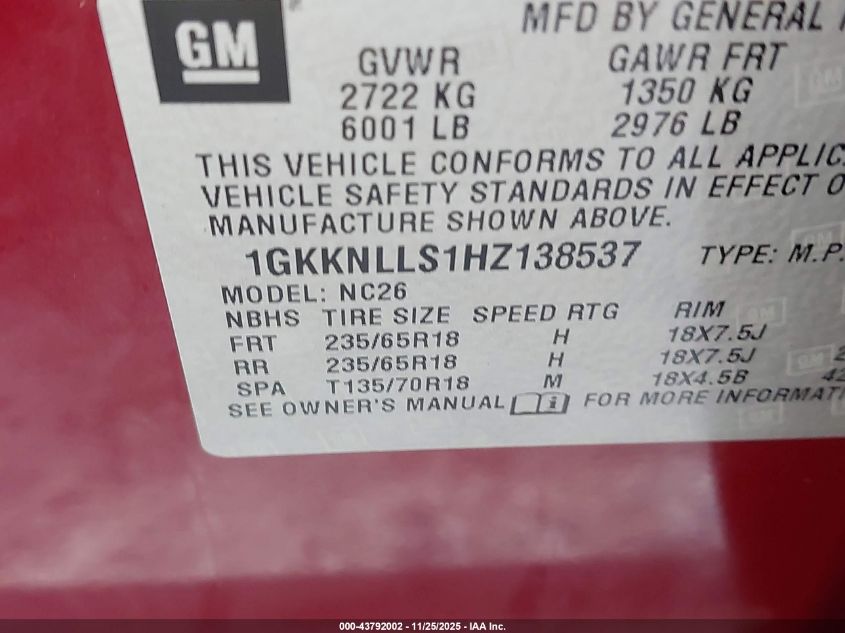 GM
MFD BY GENERAL
GVWR GAWR FRT
2722 KG 1350 KG
6001 LB 2976 LB
THIS VEHICLE CONFORMS TO ALL APPLIC
VEHICLE SAFETY STANDARDS IN EFFECT O
MANUFACTURE SHOWN ABOVE.
1GKKNLLS1HZ138537 TYPE: M.P.
MODEL: NC26
NBHS TIRE SIZE SPEED RTG RIM
FRT 235/65R18 H 18X7.5J
RR 235/65R18 H 18X7.5J 2
SPA T135/70R18 M 18X4.5B 42
SEE OWNER'S MANUAL FOR MORE INFORMATI
000-43792002 - 11/25/2025 - IAA Inc.